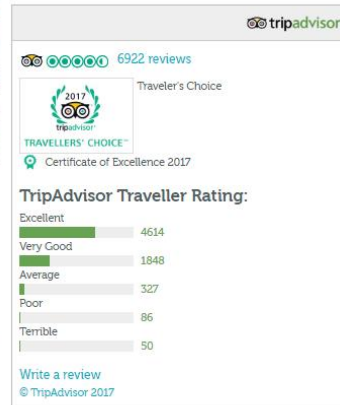 tripadvisor
6922 reviews
2017
tripadvisor
TRAVELLERS' CHOICE™
Traveler's Choice
Certificate of Excellence 2017
TripAdvisor Traveller Rating:
Excellent
4614
Very Good
1848
Average
327
Poor
86
Terrible
50
Write a review
© TripAdvisor 2017